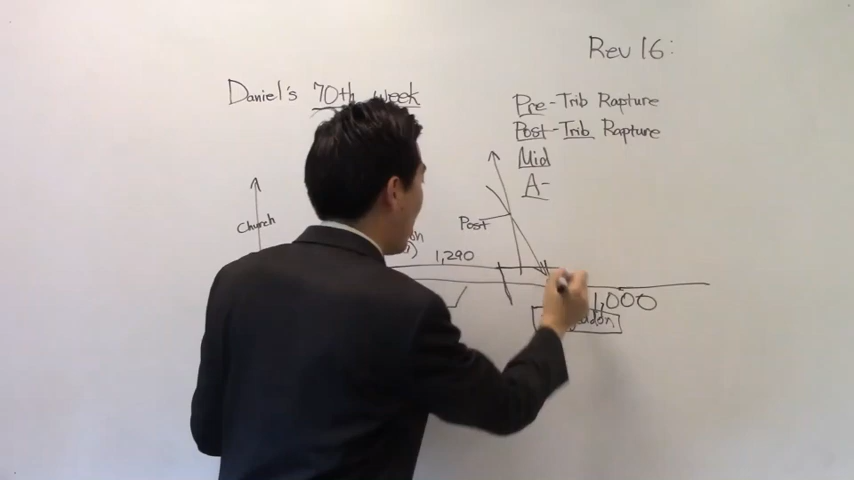 Rev 16:
Daniel's 70th week
Pre-Trib Rapture
Post-Trib Rapture
Mid
A-
Church
Post
1,290
1,000